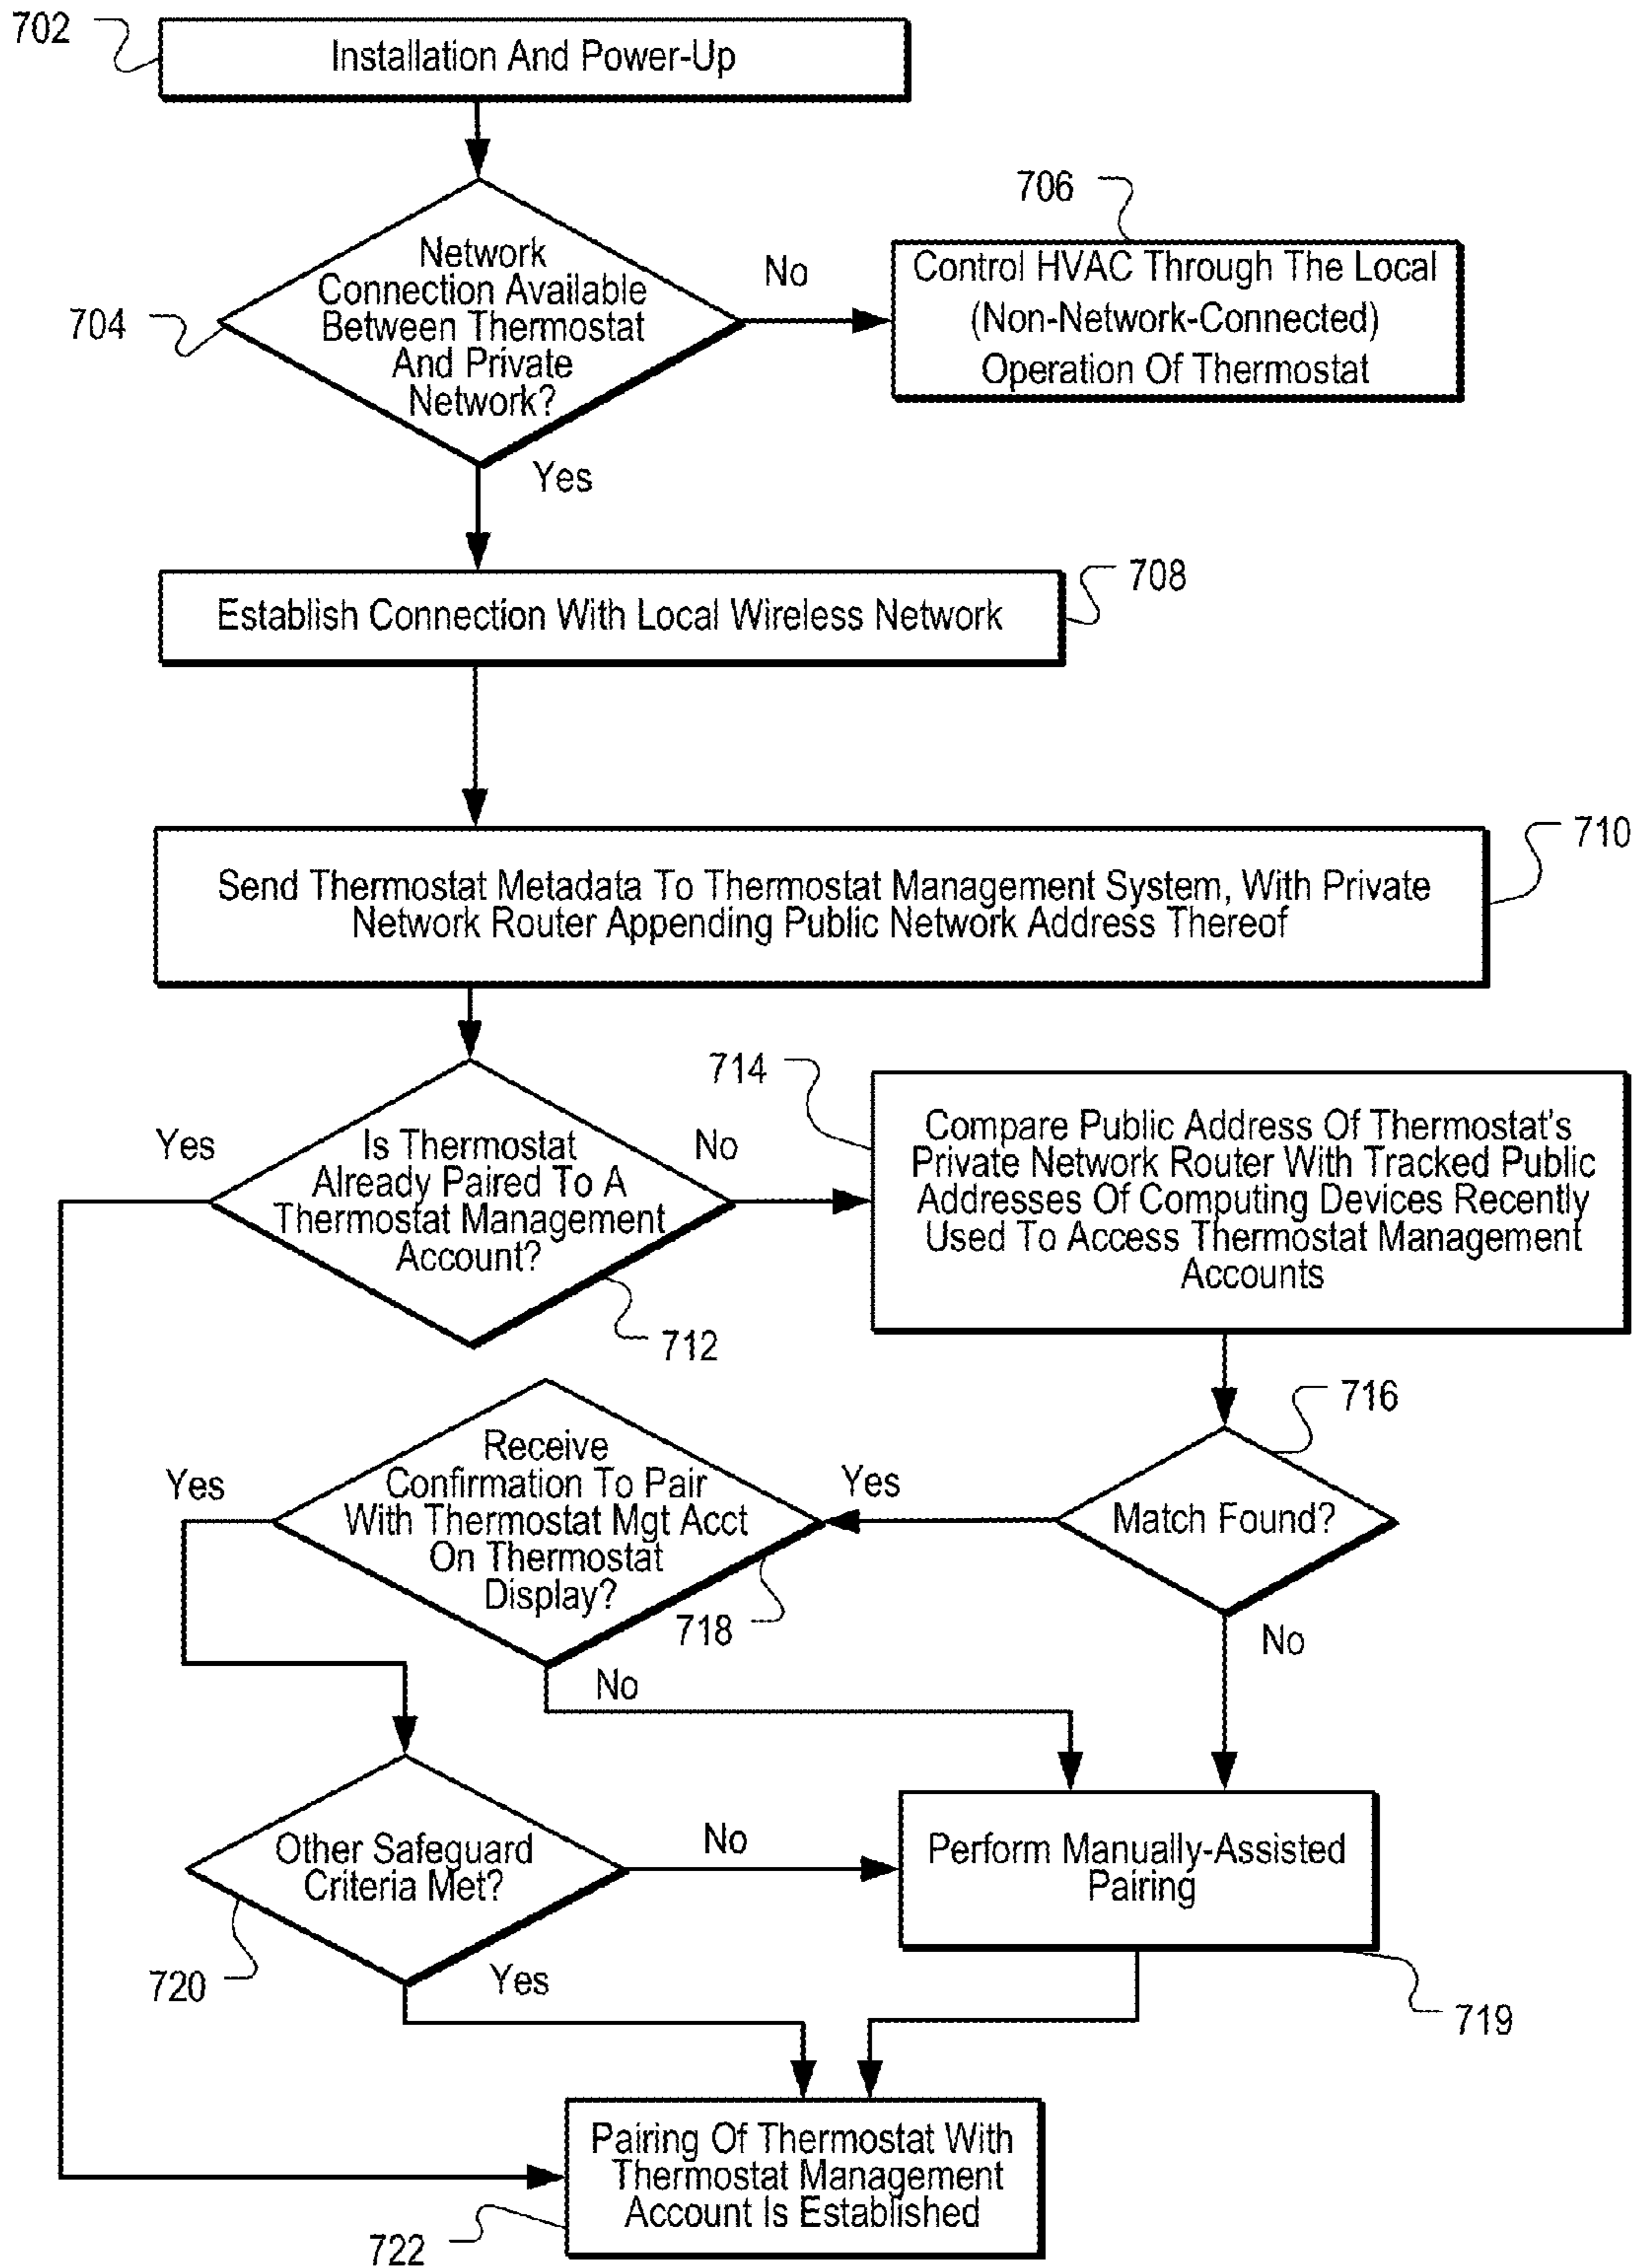 702
Installation And Power-Up
706
Network
Connection Available
Between Thermostat
And Private
Network?
704
No
Control HVAC Through The Local
(Non-Network-Connected)
Operation Of Thermostat
Yes
708
Establish Connection With Local Wireless Network
710
Send Thermostat Metadata To Thermostat Management System, With Private
Network Router Appending Public Network Address Thereof
714
Yes
Is Thermostat
Already Paired To A
Thermostat Management
Account?
No
712
Compare Public Address Of Thermostat's
Private Network Router With Tracked Public
Addresses Of Computing Devices Recently
Used To Access Thermostat Management
Accounts
716
Yes
Receive
Confirmation To Pair
With Thermostat Mgt Acct
On Thermostat
Display?
718
Yes
Match Found?
No
No
Other Safeguard
Criteria Met?
No
Perform Manually-Assisted
Pairing
720
Yes
719
Pairing Of Thermostat With
Thermostat Management
Account Is Established
722